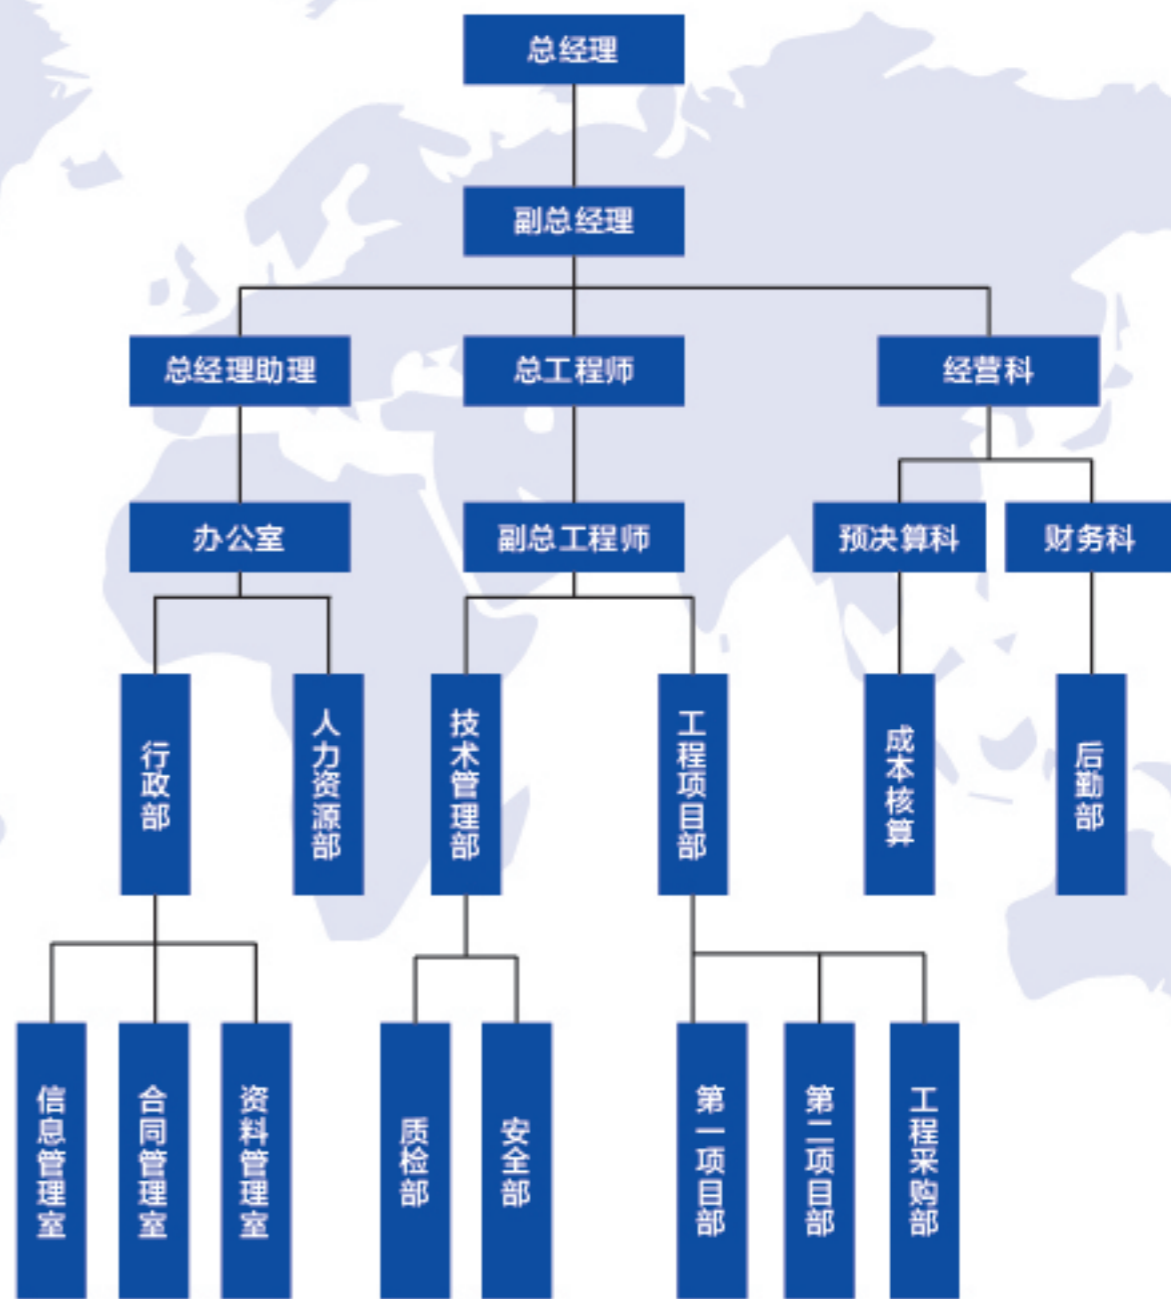 总经理
副总经理
总经理助理
总工程师
经营科
办公室
副总工程师
预决算科
财务科
行政部
人力资源部
技术管理部
工程项目部
成本核算
后勤部
信息管理室
合同管理室
资料管理室
质检部
安全部
第一项目部
第二项目部
工程采购部